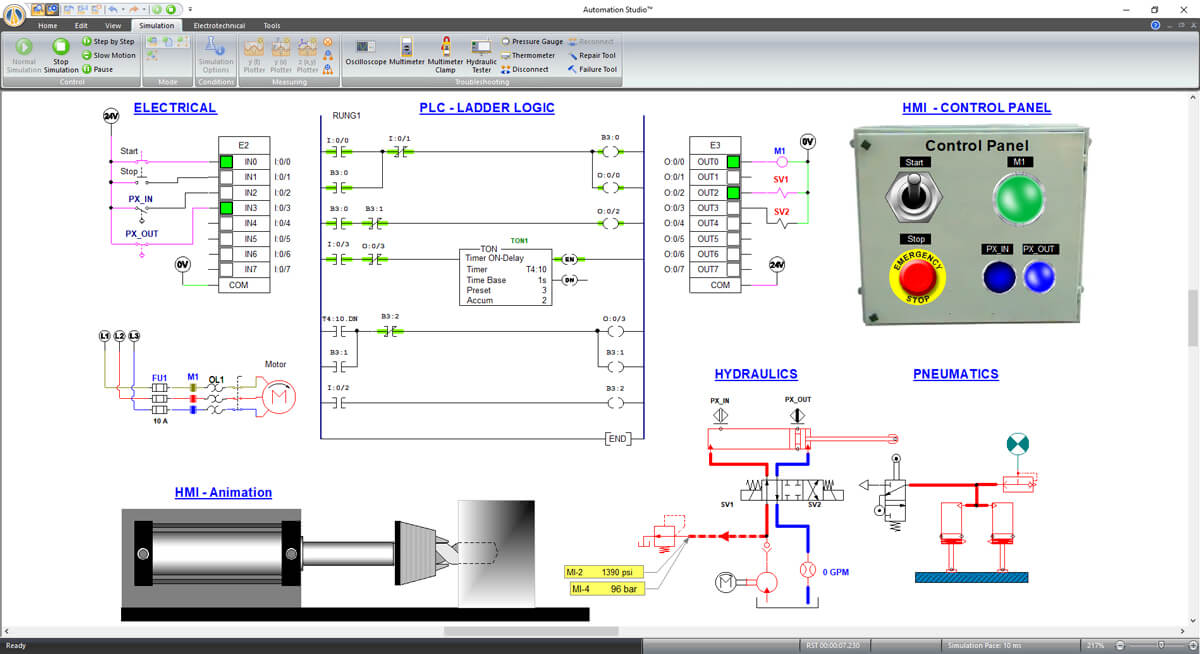 Automation Studio™
Home Edit View Simulation Electrotechnical Tools
Normal Simulation
Stop Simulation
Step by Step
Slow Motion
Pause
Simulation Options
y (t) Plotter
y (x) Plotter
z (x,y) Plotter
Oscilloscope
Multimeter
Multimeter Clamp
Hydraulic Tester
Pressure Gauge
Thermometer
Disconnect
Reconnect
Repair Tool
Failure Tool
Control
Mode
Conditions
Measuring
Troubleshooting
ELECTRICAL
24V
E2
Start
IN0 I:0/0
Stop
IN1 I:0/1
PX_IN
IN2 I:0/2
IN3 I:0/3
PX_OUT
IN4 I:0/4
IN5 I:0/5
IN6 I:0/6
0V
IN7 I:0/7
COM
PLC - LADDER LOGIC
RUNG1
I:0/0 I:0/1 B3:0
B3:0 O:0/0
B3:0 B3:1 O:0/2
I:0/3 O:0/3
TON1
TON
Timer ON-Delay
Timer T4:10
Time Base 1s
Preset 3
Accum 2
EN
DN
T4:10.DN B3:2 O:0/3
B3:1 B3:1
I:0/2 B3:2
END
E3
0V
O:0/0 OUT0 M1
O:0/1 OUT1
O:0/2 OUT2 SV1
O:0/3 OUT3
O:0/4 OUT4 SV2
O:0/5 OUT5
O:0/6 OUT6
O:0/7 OUT7 24V
COM
HMI - CONTROL PANEL
Control Panel
Start
M1
Stop
EMERGENCY
STOP
PX_IN PX_OUT
L1 L2 L3
Motor
FU1 M1 OL1
M
10 A
HMI - Animation
HYDRAULICS
PX_IN PX_OUT
SV1 SV2
MI-2 1390 psi
MI-4 96 bar
M
0 GPM
PNEUMATICS
Ready
RST 00:00:07.230
Simulation Pace: 10 ms
217%